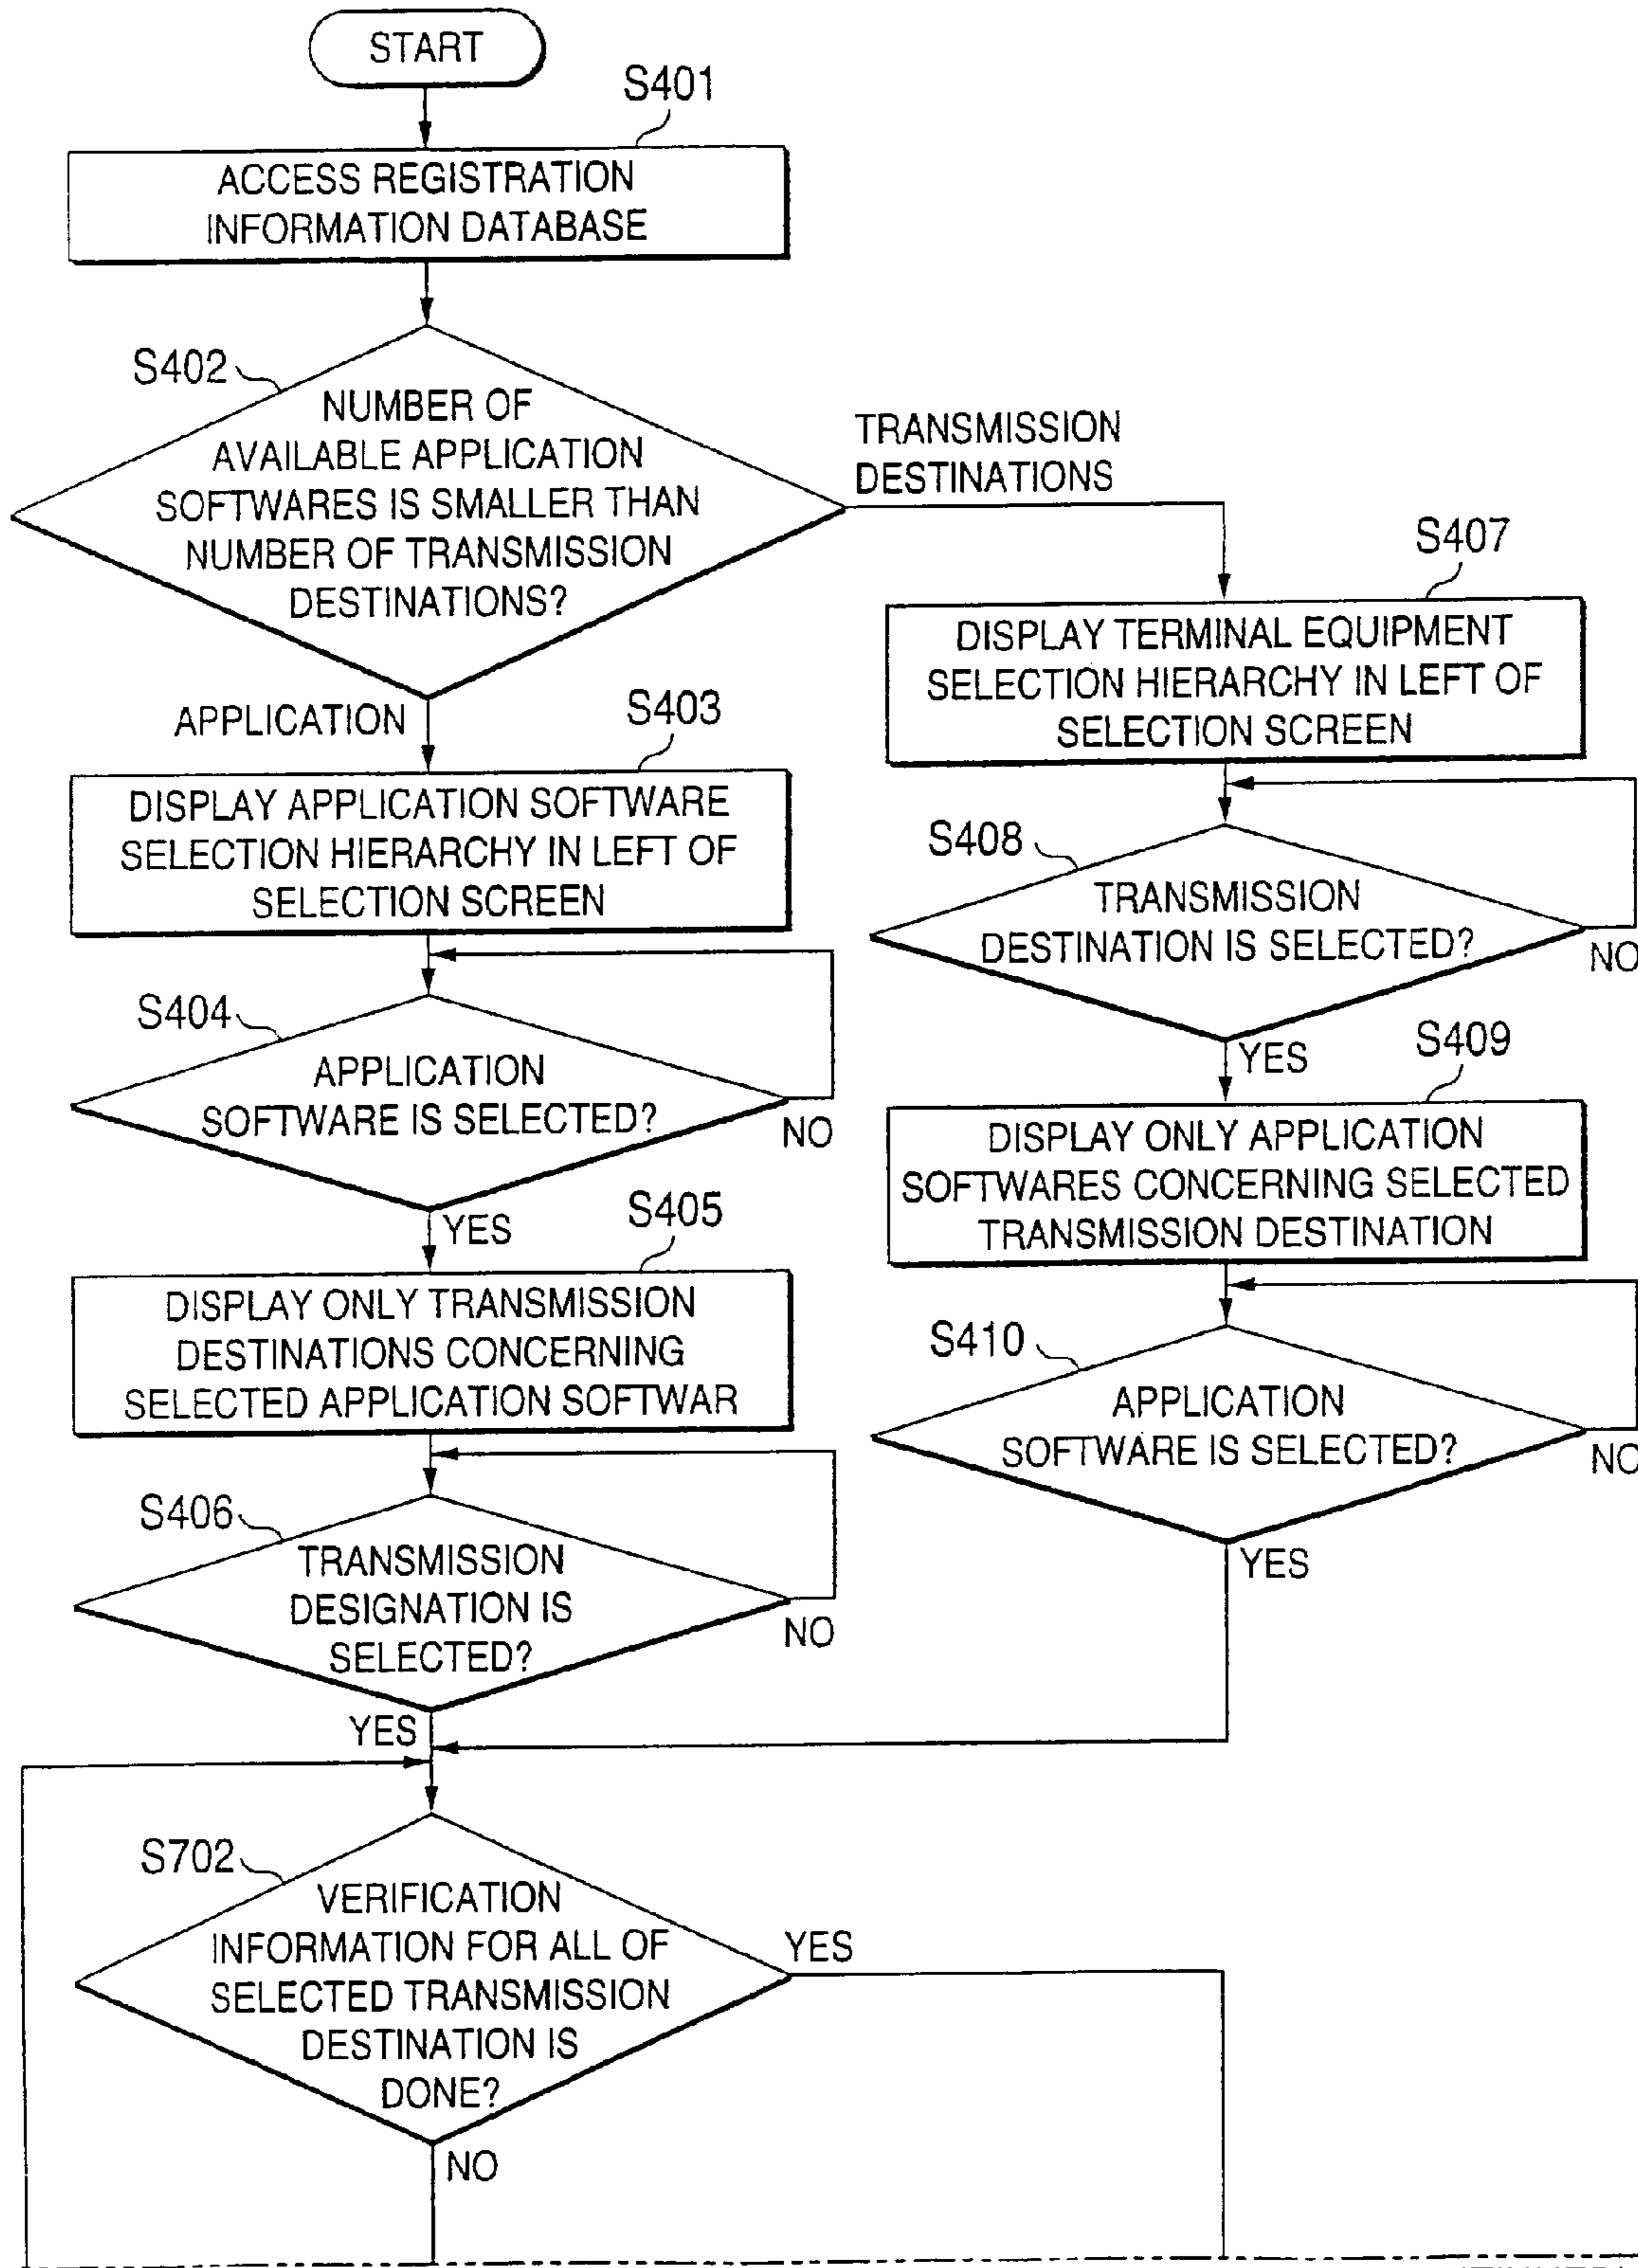 START
S401
ACCESS REGISTRATION
INFORMATION DATABASE
S402
NUMBER OF
AVAILABLE APPLICATION
SOFTWARES IS SMALLER THAN
NUMBER OF TRANSMISSION
DESTINATIONS?
TRANSMISSION
DESTINATIONS
APPLICATION
S403
DISPLAY APPLICATION SOFTWARE
SELECTION HIERARCHY IN LEFT OF
SELECTION SCREEN
S404
APPLICATION
SOFTWARE IS SELECTED?
NO
YES
S405
DISPLAY ONLY TRANSMISSION
DESTINATIONS CONCERNING
SELECTED APPLICATION SOFTWAR
S406
TRANSMISSION
DESIGNATION IS
SELECTED?
NO
YES
S407
DISPLAY TERMINAL EQUIPMENT
SELECTION HIERARCHY IN LEFT OF
SELECTION SCREEN
S408
TRANSMISSION
DESTINATION IS SELECTED?
NO
YES
S409
DISPLAY ONLY APPLICATION
SOFTWARES CONCERNING SELECTED
TRANSMISSION DESTINATION
S410
APPLICATION
SOFTWARE IS SELECTED?
NO
YES
S702
VERIFICATION
INFORMATION FOR ALL OF
SELECTED TRANSMISSION
DESTINATION IS
DONE?
YES
NO